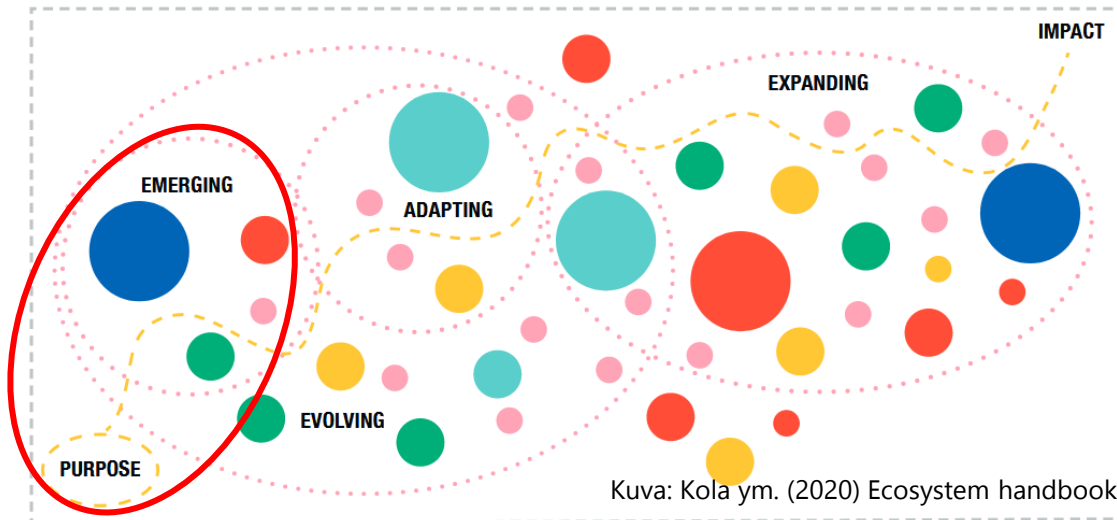 IMPACT
EXPANDING
EMERGING
ADAPTING
EVOLVING
PURPOSE
Kuva: Kola ym. (2020) Ecosystem handbook